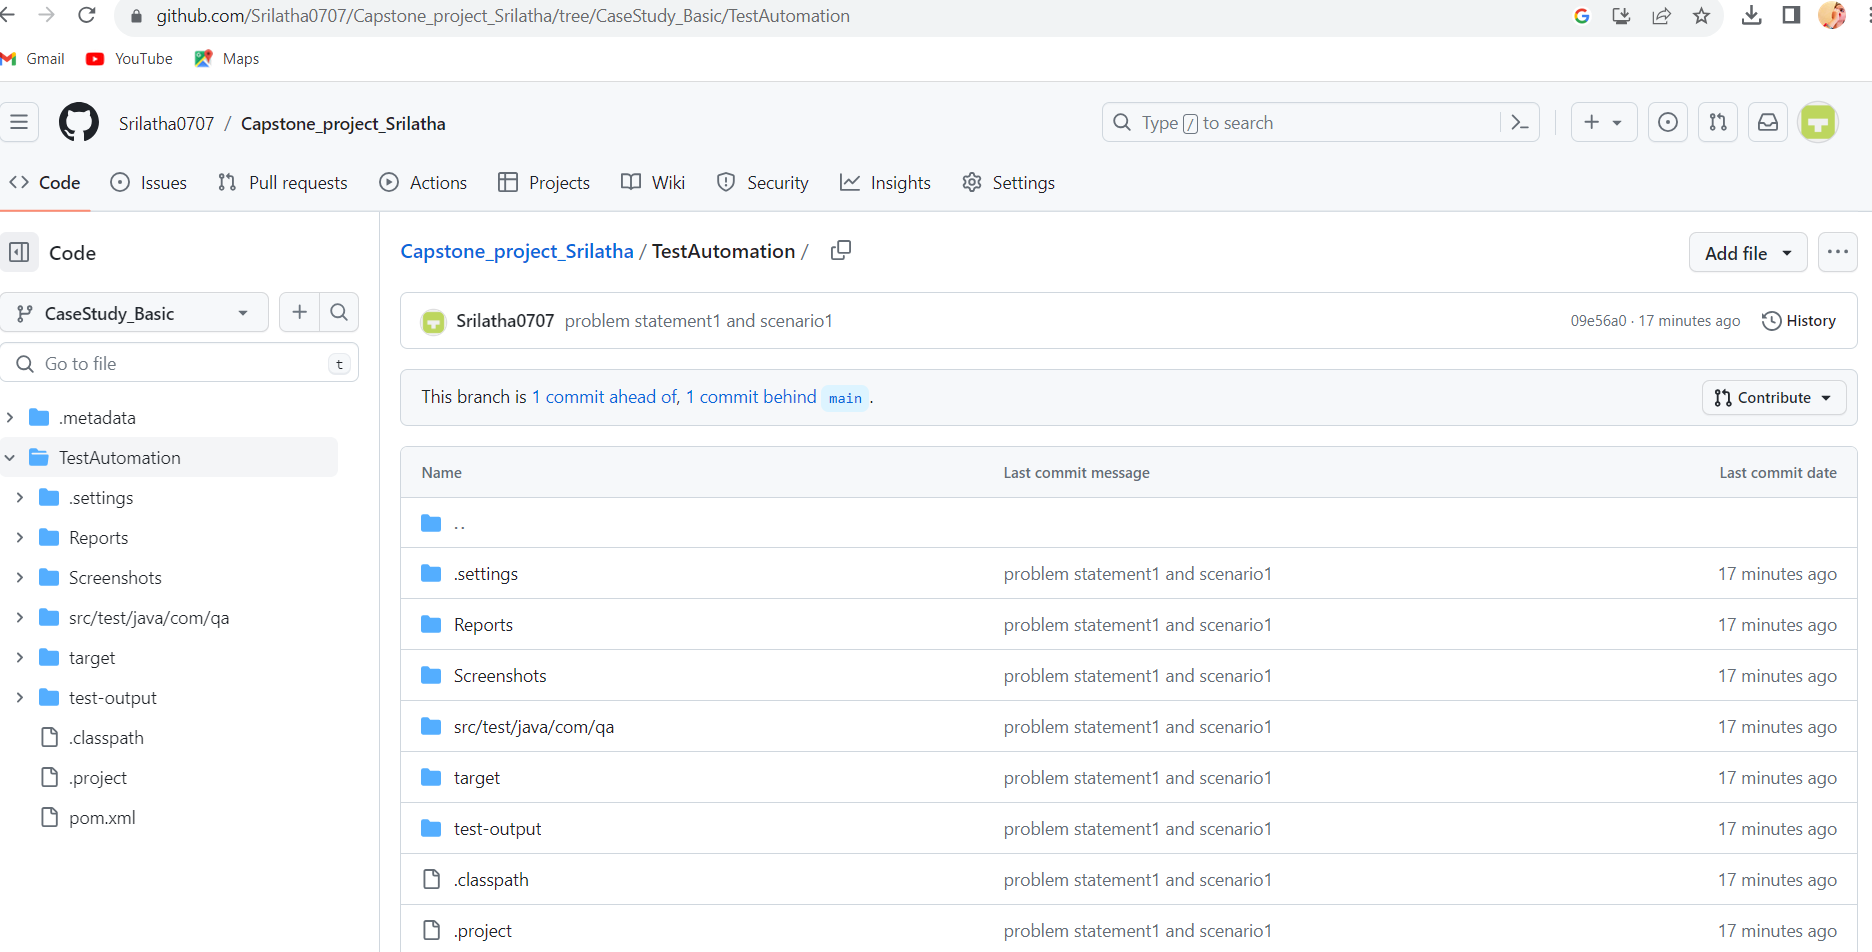 github.com/Srilatha0707/Capstone_project_Srilatha/tree/CaseStudy_Basic/TestAutomation
Gmail YouTube Maps
Srilatha0707 / Capstone_project_Srilatha
Type / to search
Code Issues Pull requests Actions Projects Wiki Security Insights Settings
Code
CaseStudy_Basic
Go to file t
.metadata
TestAutomation
.settings
Reports
Screenshots
src/test/java/com/qa
target
test-output
.classpath
.project
pom.xml
Capstone_project_Srilatha / TestAutomation /
Add file
Srilatha0707 problem statement1 and scenario1 09e56a0 · 17 minutes ago History
This branch is 1 commit ahead of, 1 commit behind main .
Contribute
Name Last commit message Last commit date
..
.settings problem statement1 and scenario1 17 minutes ago
Reports problem statement1 and scenario1 17 minutes ago
Screenshots problem statement1 and scenario1 17 minutes ago
src/test/java/com/qa problem statement1 and scenario1 17 minutes ago
target problem statement1 and scenario1 17 minutes ago
test-output problem statement1 and scenario1 17 minutes ago
.classpath problem statement1 and scenario1 17 minutes ago
.project problem statement1 and scenario1 17 minutes ago